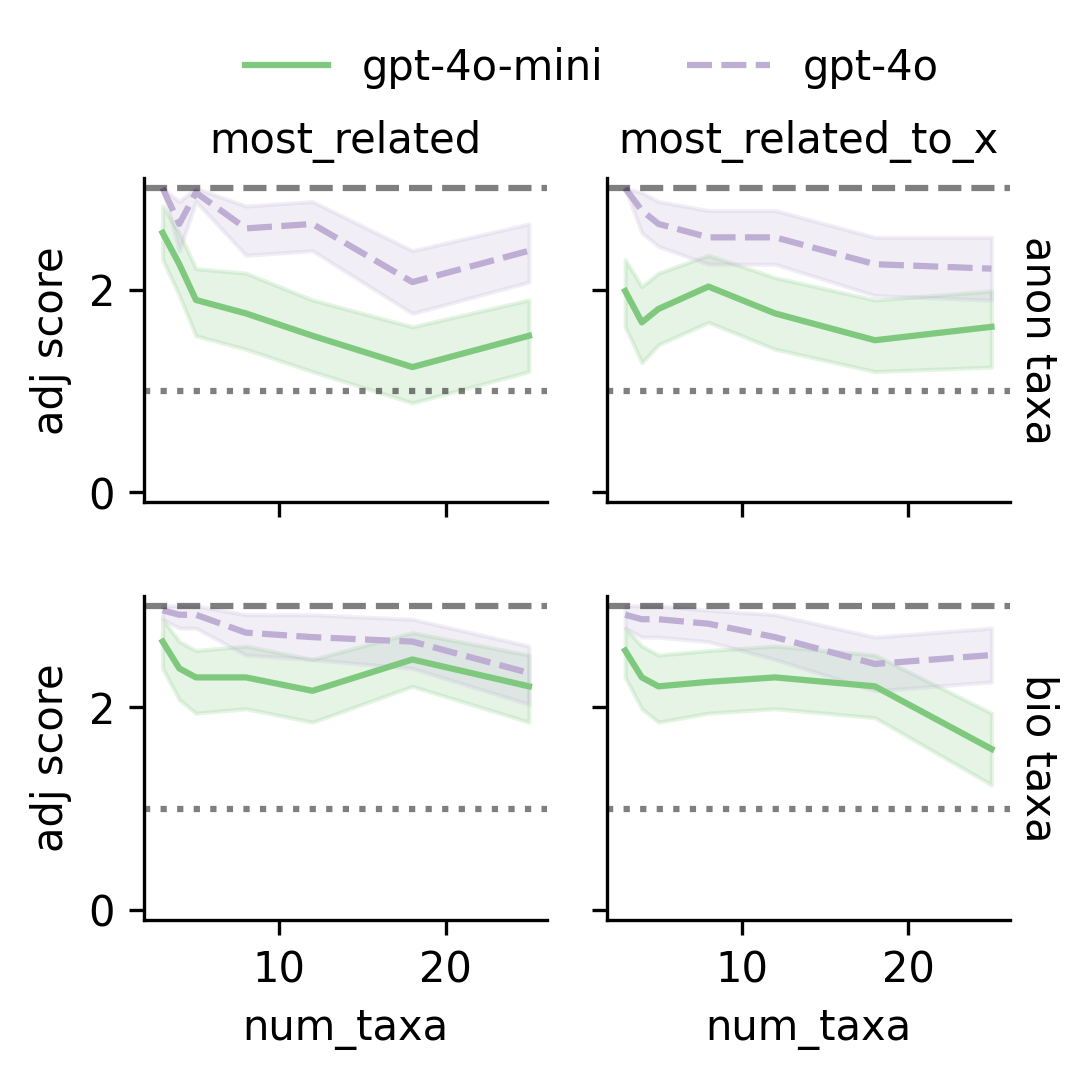 gpt-4o-mini gpt-4o
most_related most_related_to_x
adj score
2
0
anon taxa
adj score
2
0
bio taxa
10 20 10 20
num_taxa num_taxa